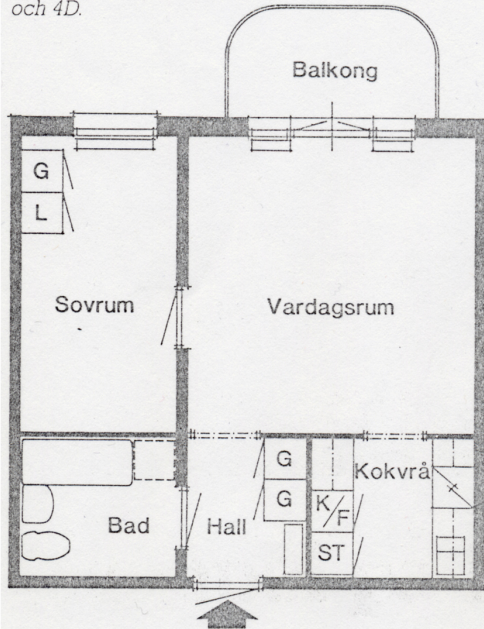 och 4D.
Balkong
G
L
Sovrum
Vardagsrum
G
G
Kokvrå
K/F
ST
Bad
Hall